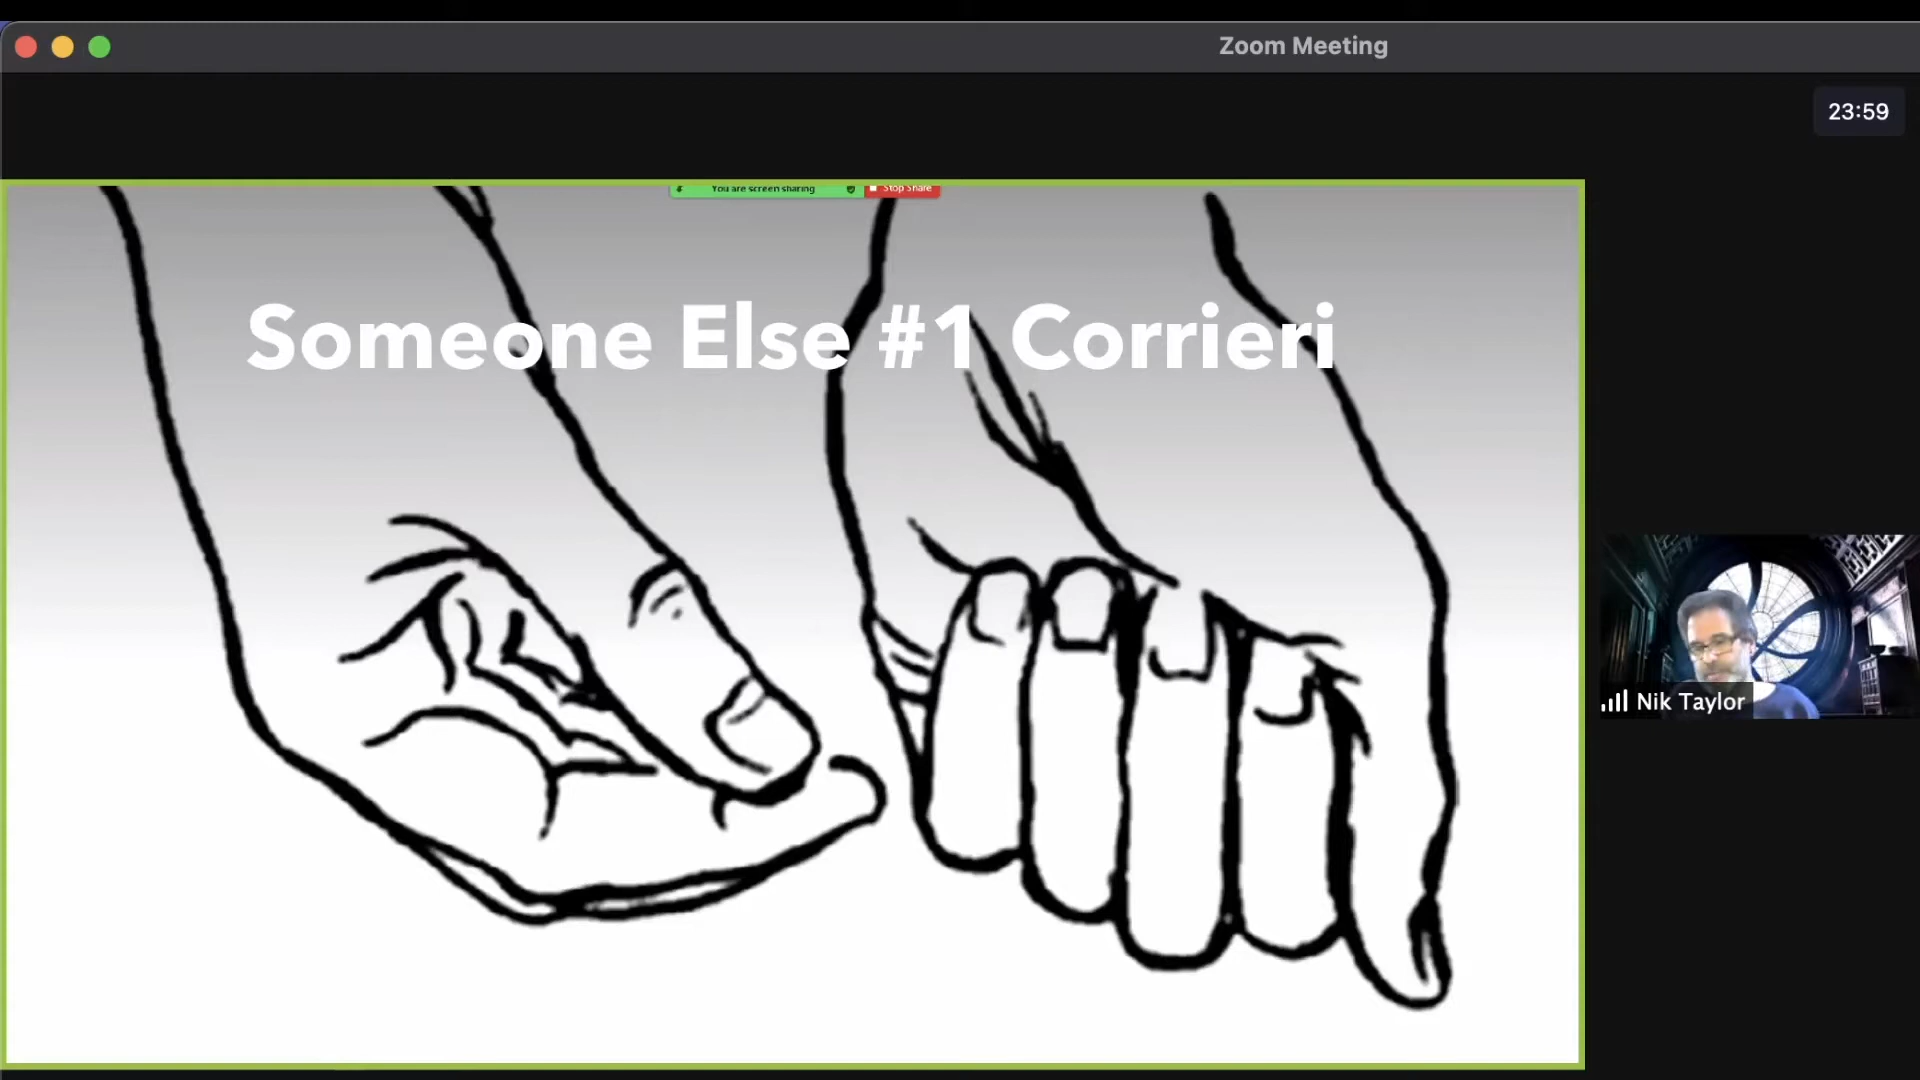 Zoom Meeting
23:59
You are screen sharing
Stop Share
Someone Else #1 Corrieri
Nik Taylor